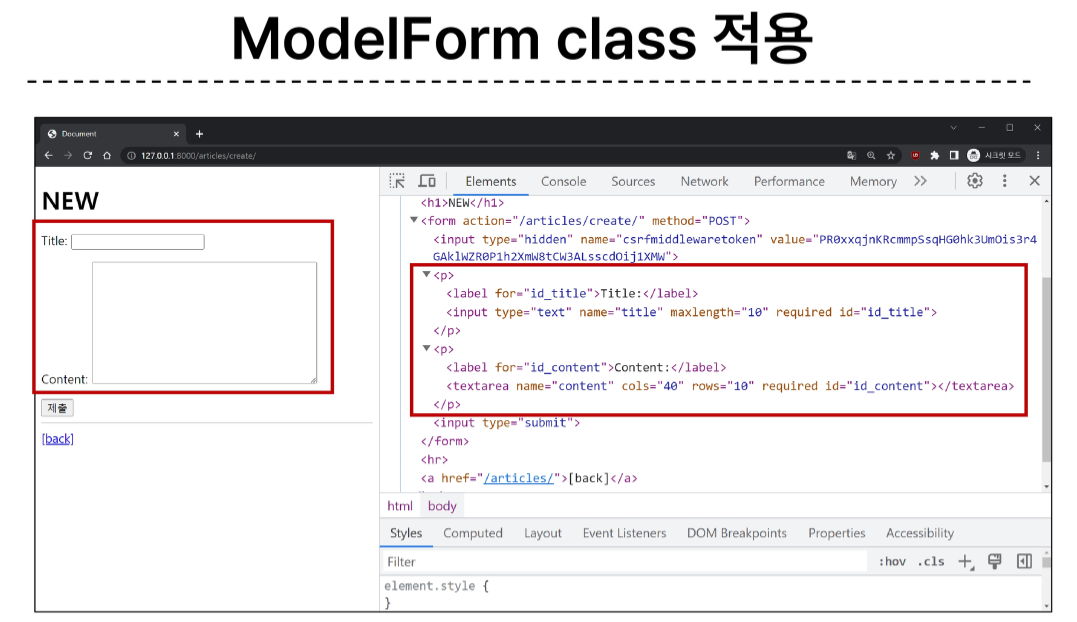 ModelForm class 적용
Document
127.0.0.1:8000/articles/create/
시크릿 모드
NEW
Title:
Content:
제출
[back]
Elements Console Sources Network Performance Memory
<h1>NEW</h1>
<form action="/articles/create/" method="POST">
<input type="hidden" name="csrfmiddlewaretoken" value="PR0xxqjnKRcmmpSsqHG0hk3UmOis3r4
GAklWZR0P1h2XmW8tCW3ALsscdOij1XMW">
<p>
<label for="id_title">Title:</label>
<input type="text" name="title" maxlength="10" required id="id_title">
</p>
<p>
<label for="id_content">Content:</label>
<textarea name="content" cols="40" rows="10" required id="id_content"></textarea>
</p>
<input type="submit">
</form>
<hr>
<a href="/articles/">[back]</a>
html body
Styles Computed Layout Event Listeners DOM Breakpoints Properties Accessibility
Filter :hov .cls
element.style {
}